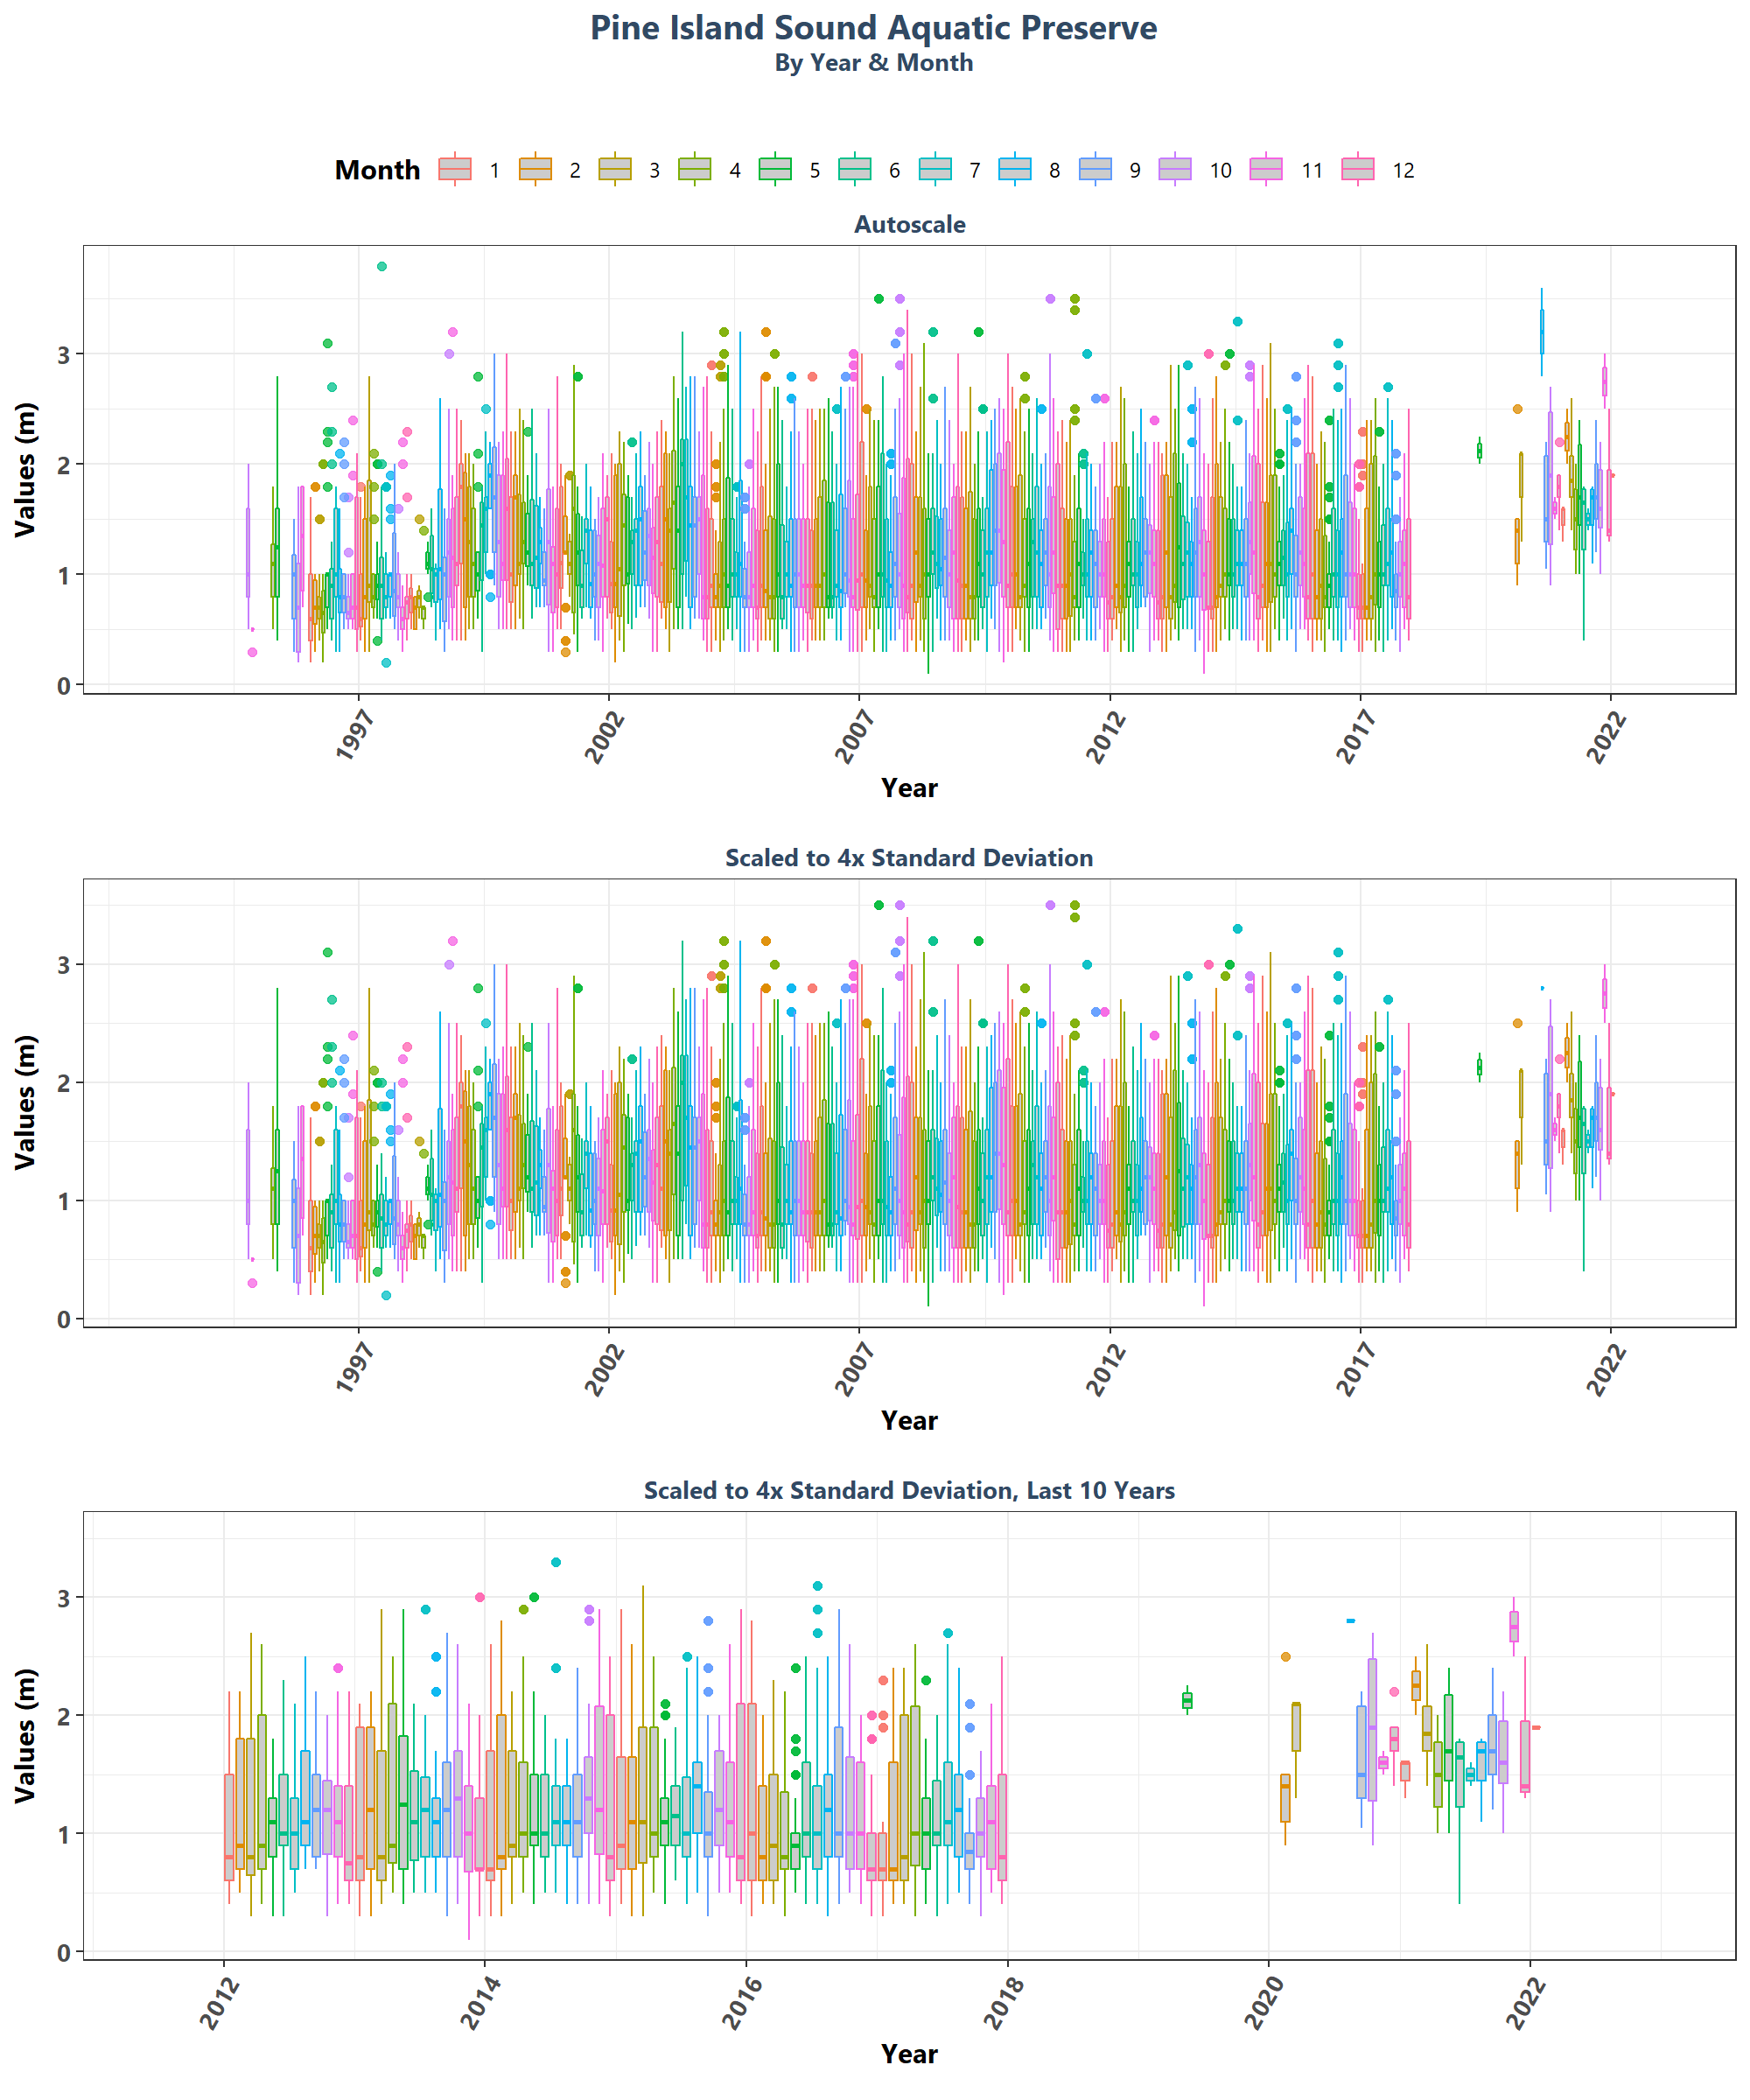 Pine Island Sound Aquatic Preserve
By Year & Month
Month 1 2 3 4 5 6 7 8 9 10 11 12
Autoscale
Values (m)
3
2
1
0
1997 2002 2007 2012 2017 2022
Year
Scaled to 4x Standard Deviation
Values (m)
3
2
1
0
1997 2002 2007 2012 2017 2022
Year
Scaled to 4x Standard Deviation, Last 10 Years
Values (m)
3
2
1
0
2012 2014 2016 2018 2020 2022
Year